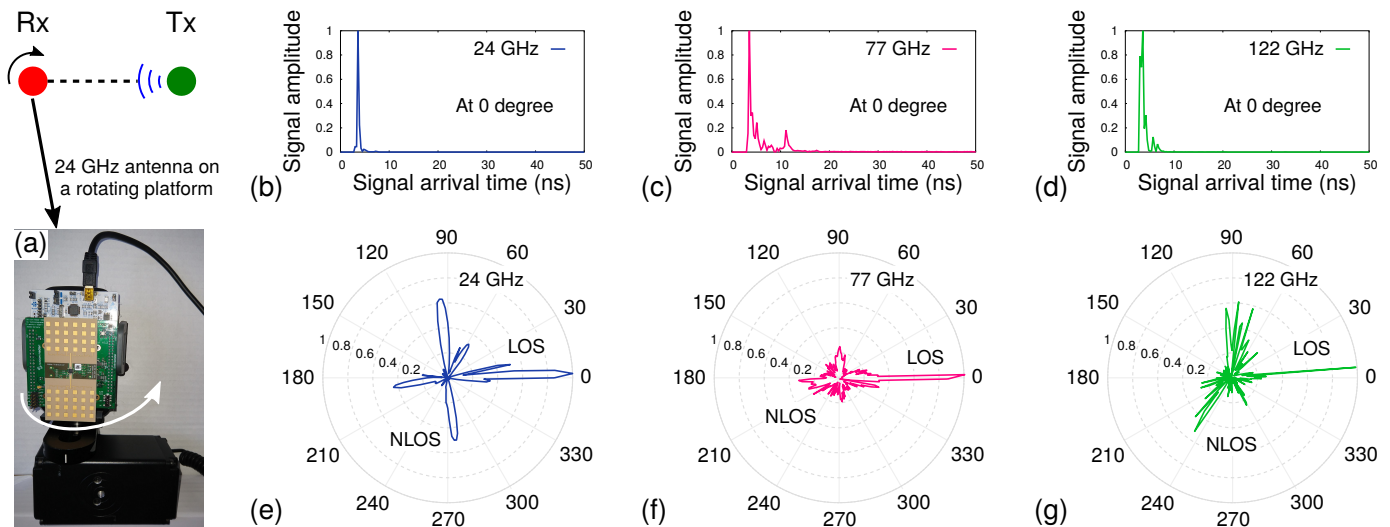 Rx
Tx
24 GHz antenna on
a rotating platform
(a)
Signal amplitude
1
0.8
0.6
0.4
0.2
0
24 GHz
At 0 degree
0 10 20 30 40 50
Signal arrival time (ns)
(b)
Signal amplitude
1
0.8
0.6
0.4
0.2
0
77 GHz
At 0 degree
0 10 20 30 40 50
Signal arrival time (ns)
(c)
Signal amplitude
1
0.8
0.6
0.4
0.2
0
122 GHz
At 0 degree
0 10 20 30 40 50
Signal arrival time (ns)
(d)
90
120 60
24 GHz
150 30
1 0.8 0.6 0.4 0.2
LOS
180 0
NLOS
210 330
240 300
270
(e)
90
120 60
77 GHz
150 30
1 0.8 0.6 0.4 0.2
LOS
180 0
NLOS
210 330
240 300
270
(f)
90
120 60
122 GHz
150 30
1 0.8 0.6 0.4 0.2
LOS
180 0
NLOS
210 330
240 300
270
(g)